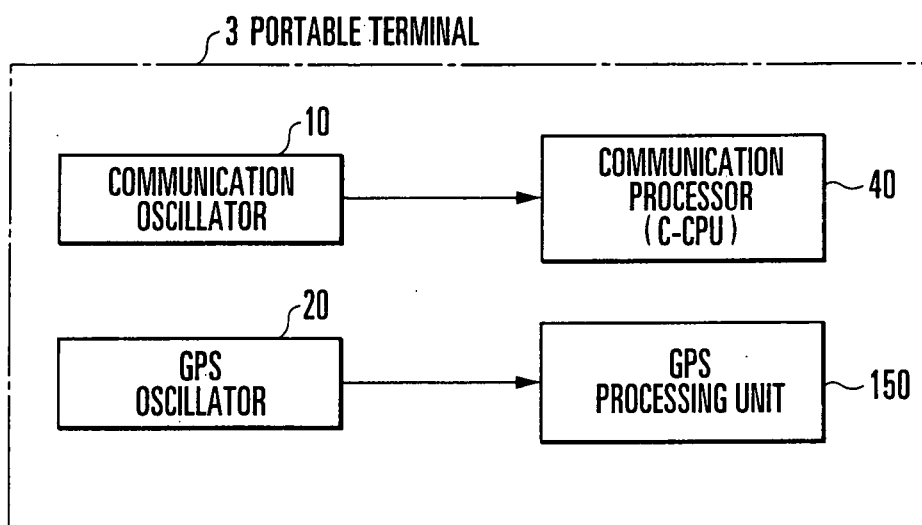 3 PORTABLE TERMINAL
10
COMMUNICATION
OSCILLATOR
COMMUNICATION
PROCESSOR
(C-CPU)
40
20
GPS
OSCILLATOR
GPS
PROCESSING UNIT
150